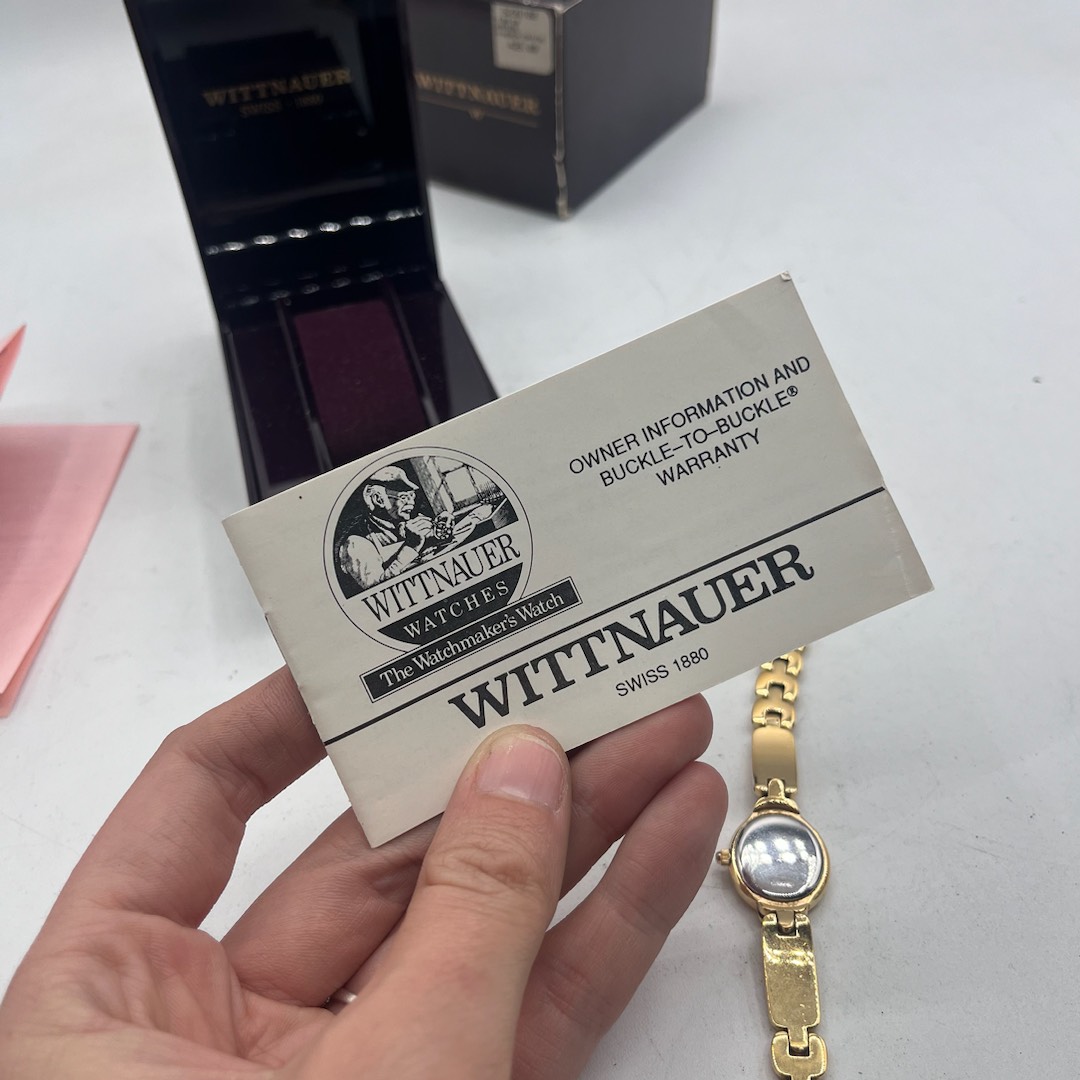 WITTNAUER
SWISS · 1880
WITTNAUER
OWNER INFORMATION AND
BUCKLE–TO–BUCKLE®
WARRANTY
WITTNAUER
WATCHES
The Watchmaker's Watch
WITTNAUER
SWISS 1880